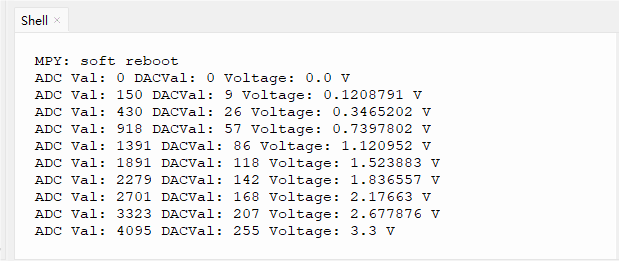 Shell ×
MPY: soft reboot
ADC Val: 0 DACVal: 0 Voltage: 0.0 V
ADC Val: 150 DACVal: 9 Voltage: 0.1208791 V
ADC Val: 430 DACVal: 26 Voltage: 0.3465202 V
ADC Val: 918 DACVal: 57 Voltage: 0.7397802 V
ADC Val: 1391 DACVal: 86 Voltage: 1.120952 V
ADC Val: 1891 DACVal: 118 Voltage: 1.523883 V
ADC Val: 2279 DACVal: 142 Voltage: 1.836557 V
ADC Val: 2701 DACVal: 168 Voltage: 2.17663 V
ADC Val: 3323 DACVal: 207 Voltage: 2.677876 V
ADC Val: 4095 DACVal: 255 Voltage: 3.3 V